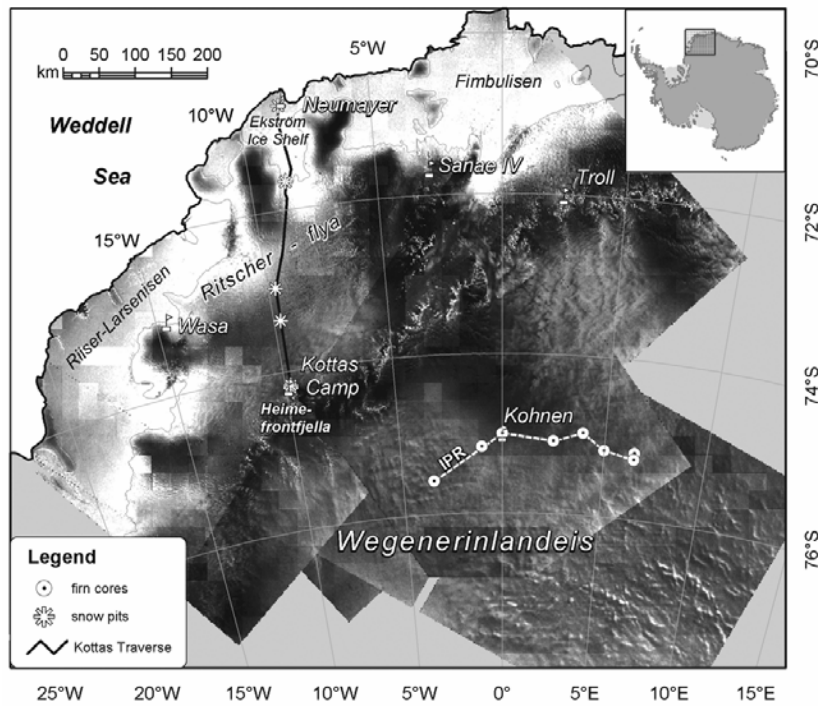 0 50 100 150 200
km
5°W
10°W
15°W
70°S
72°S
74°S
76°S
Weddell
Sea
Neumayer
Ekström
Ice Shelf
Fimbulisen
Sanae IV
Troll
Ritscher - flya
Riiser-Larsenisen
Wasa
Kottas
Camp
Heime-
frontfjella
Kohnen
IPR
Wegenerinlandeis
Legend
firn cores
snow pits
Kottas Traverse
25°W 20°W 15°W 10°W 5°W 0° 5°E 10°E 15°E